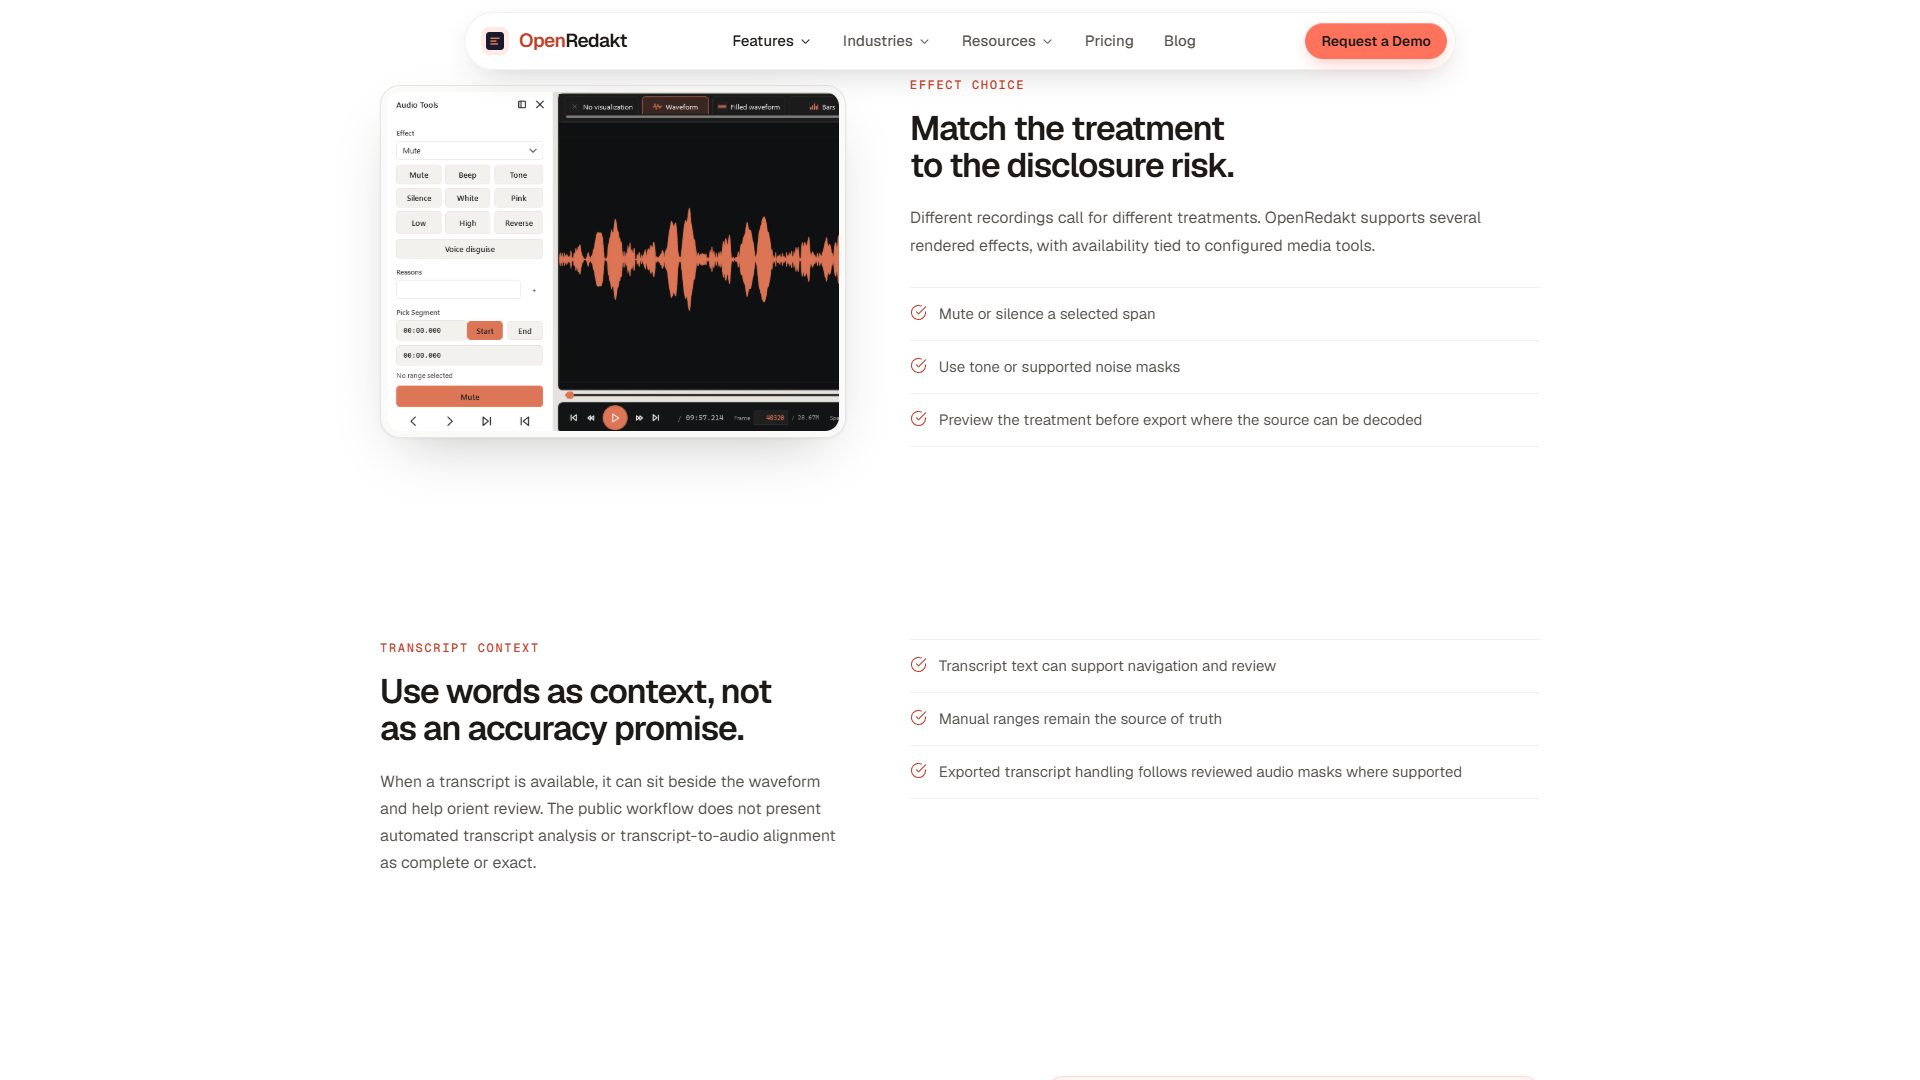 OpenRedakt
Features
Industries
Resources
Pricing
Blog
Request a Demo
Audio Tools
Effect
Mute
Mute
Beep
Tone
Silence
White
Pink
Low
High
Reverse
Voice disguise
Reasons
+
Pick Segment
00:00.000
Start
End
00:00.000
No range selected
Mute
No visualization
Waveform
Filled waveform
Bars
/ 09:57.214
Frame
40320
/ 28.67M
EFFECT CHOICE
Match the treatment
to the disclosure risk.
Different recordings call for different treatments. OpenRedakt supports several
rendered effects, with availability tied to configured media tools.
Mute or silence a selected span
Use tone or supported noise masks
Preview the treatment before export where the source can be decoded
TRANSCRIPT CONTEXT
Use words as context, not
as an accuracy promise.
When a transcript is available, it can sit beside the waveform
and help orient review. The public workflow does not present
automated transcript analysis or transcript-to-audio alignment
as complete or exact.
Transcript text can support navigation and review
Manual ranges remain the source of truth
Exported transcript handling follows reviewed audio masks where supported